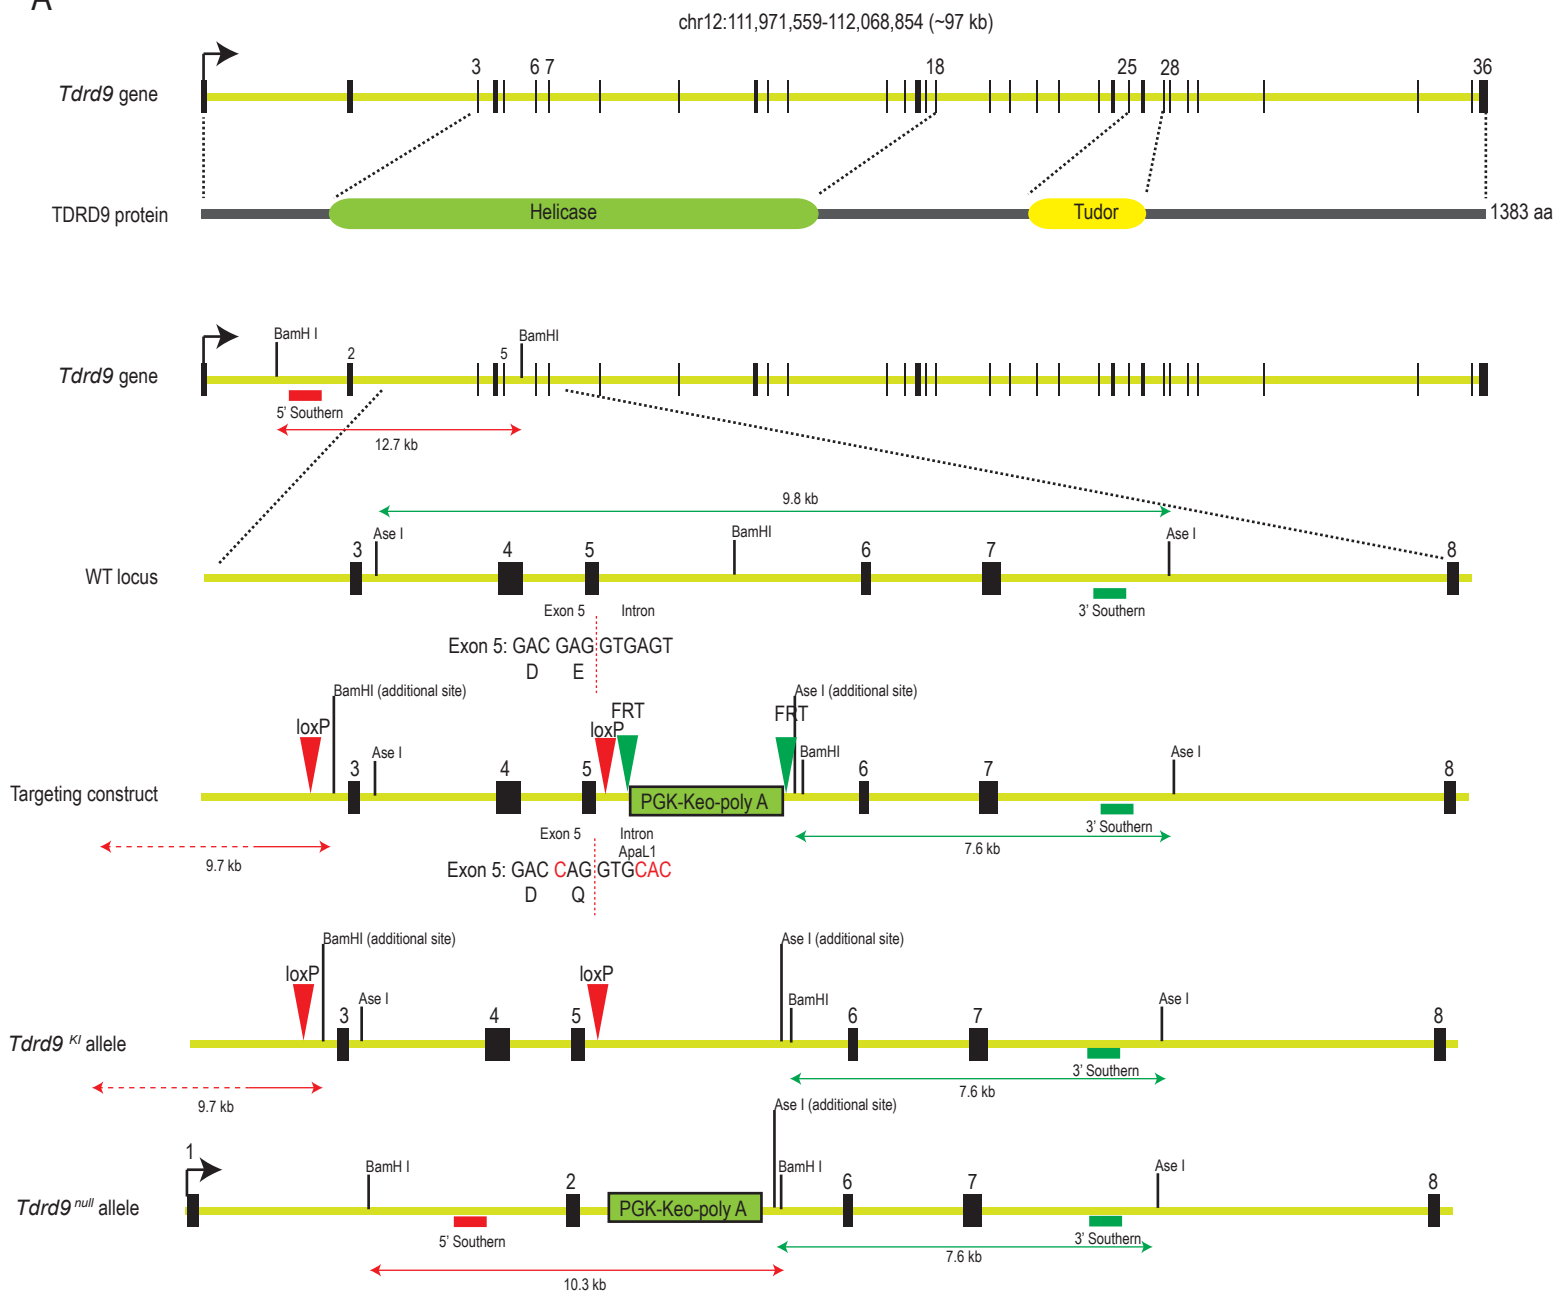 A
chr12:111,971,559-112,068,854 (~97 kb)
3 6 7 18 25 28 36
Tdrd9 gene
TDRD9 protein Helicase Tudor 1383 aa
BamH I 2 5 BamHI
Tdrd9 gene
5' Southern
12.7 kb
9.8 kb
3 Ase I 4 5 BamHI 6 7 Ase I 8
WT locus
Exon 5 Intron 3' Southern
Exon 5: GAC GAG GTGAGT
D E
BamHI (additional site) Ase I (additional site)
loxP loxP FRT FRT
3 Ase I 4 5 BamHI 6 7 Ase I 8
Targeting construct PGK-Keo-poly A
3' Southern
9.7 kb Exon 5 Intron 7.6 kb
ApaL1
Exon 5: GAC CAG GTGCAC
D Q
BamHI (additional site) Ase I (additional site)
loxP loxP
3 Ase I 4 5 BamHI 6 7 Ase I 8
Tdrd9 KI allele
3' Southern
9.7 kb 7.6 kb
Ase I (additional site)
1 BamH I 2 BamH I 6 7 Ase I 8
Tdrd9 null allele PGK-Keo-poly A
5' Southern 3' Southern
7.6 kb
10.3 kb